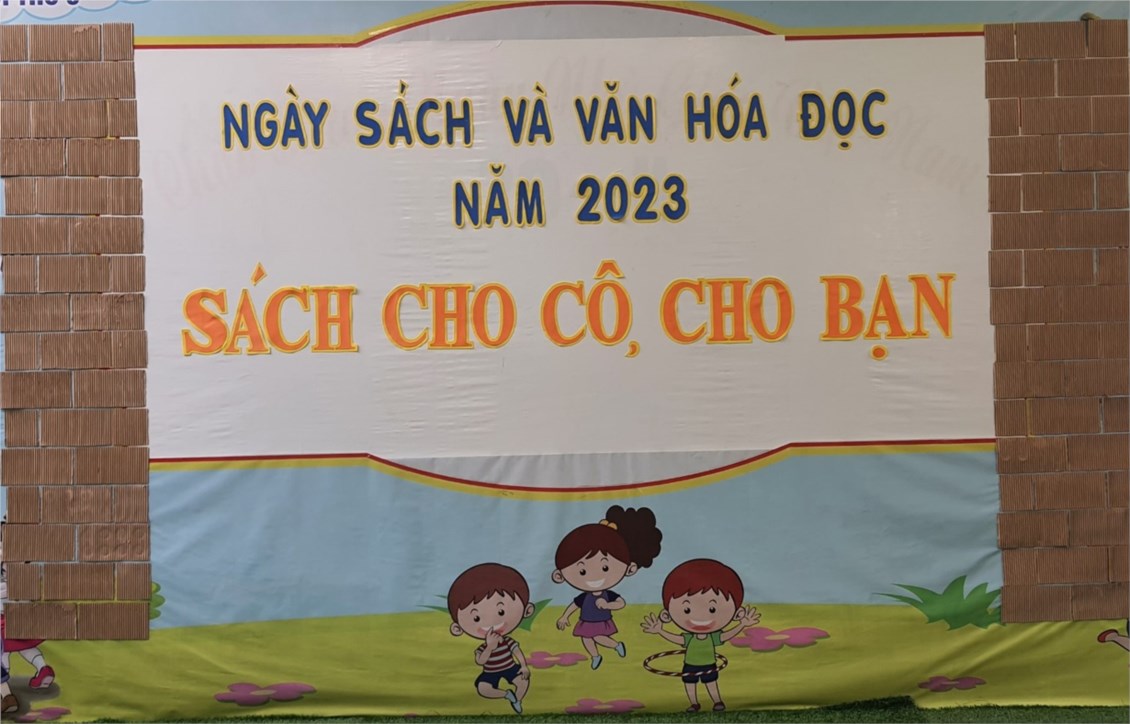 NGÀY SÁCH VÀ VĂN HÓA ĐỌC
NĂM 2023
SÁCH CHO CÔ, CHO BẠN